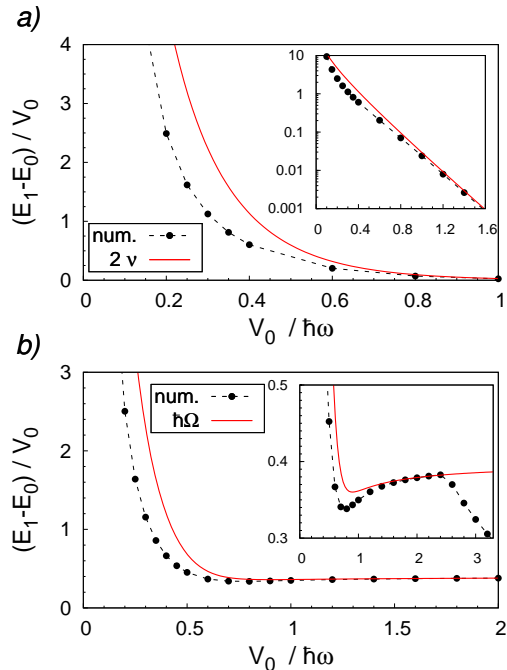 a)
(E1-E0) / V0
4
3
2
1
0
num.
2 ν
10
1
0.1
0.01
0.001
0 0.4 0.8 1.2 1.6
0 0.2 0.4 0.6 0.8 1
V0 / ħω
b)
(E1-E0) / V0
3
2
1
0
num.
ħΩ
0.5
0.4
0.3
0 1 2 3
0 0.5 1 1.5 2
V0 / ħω